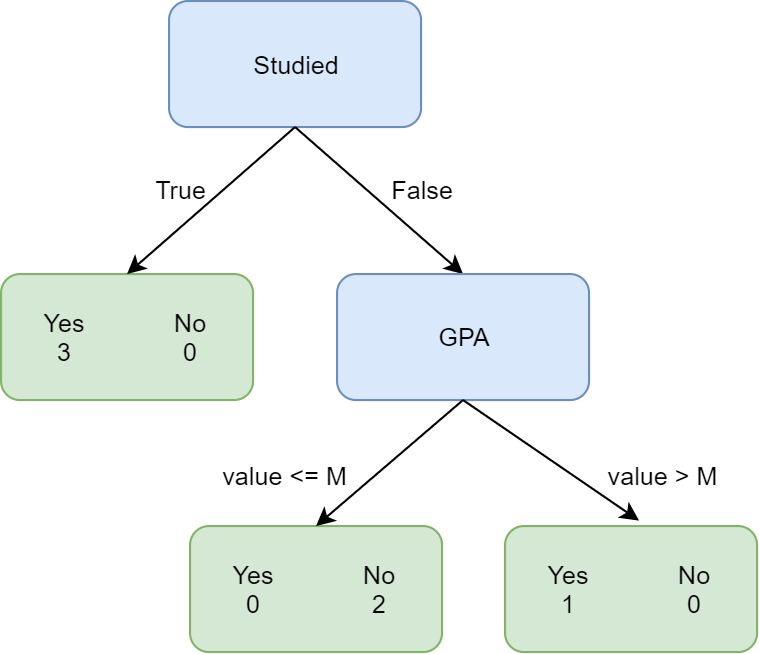 Studied
True
False
Yes No
3 0
GPA
value <= M
value > M
Yes No
0 2
Yes No
1 0